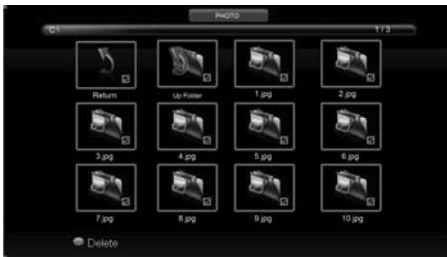 PHOTO
C:\ 1/3
Return Up Folder 1.jpg 2.jpg
3.jpg 4.jpg 5.jpg 6.jpg
7.jpg 8.jpg 9.jpg 10.jpg
Delete